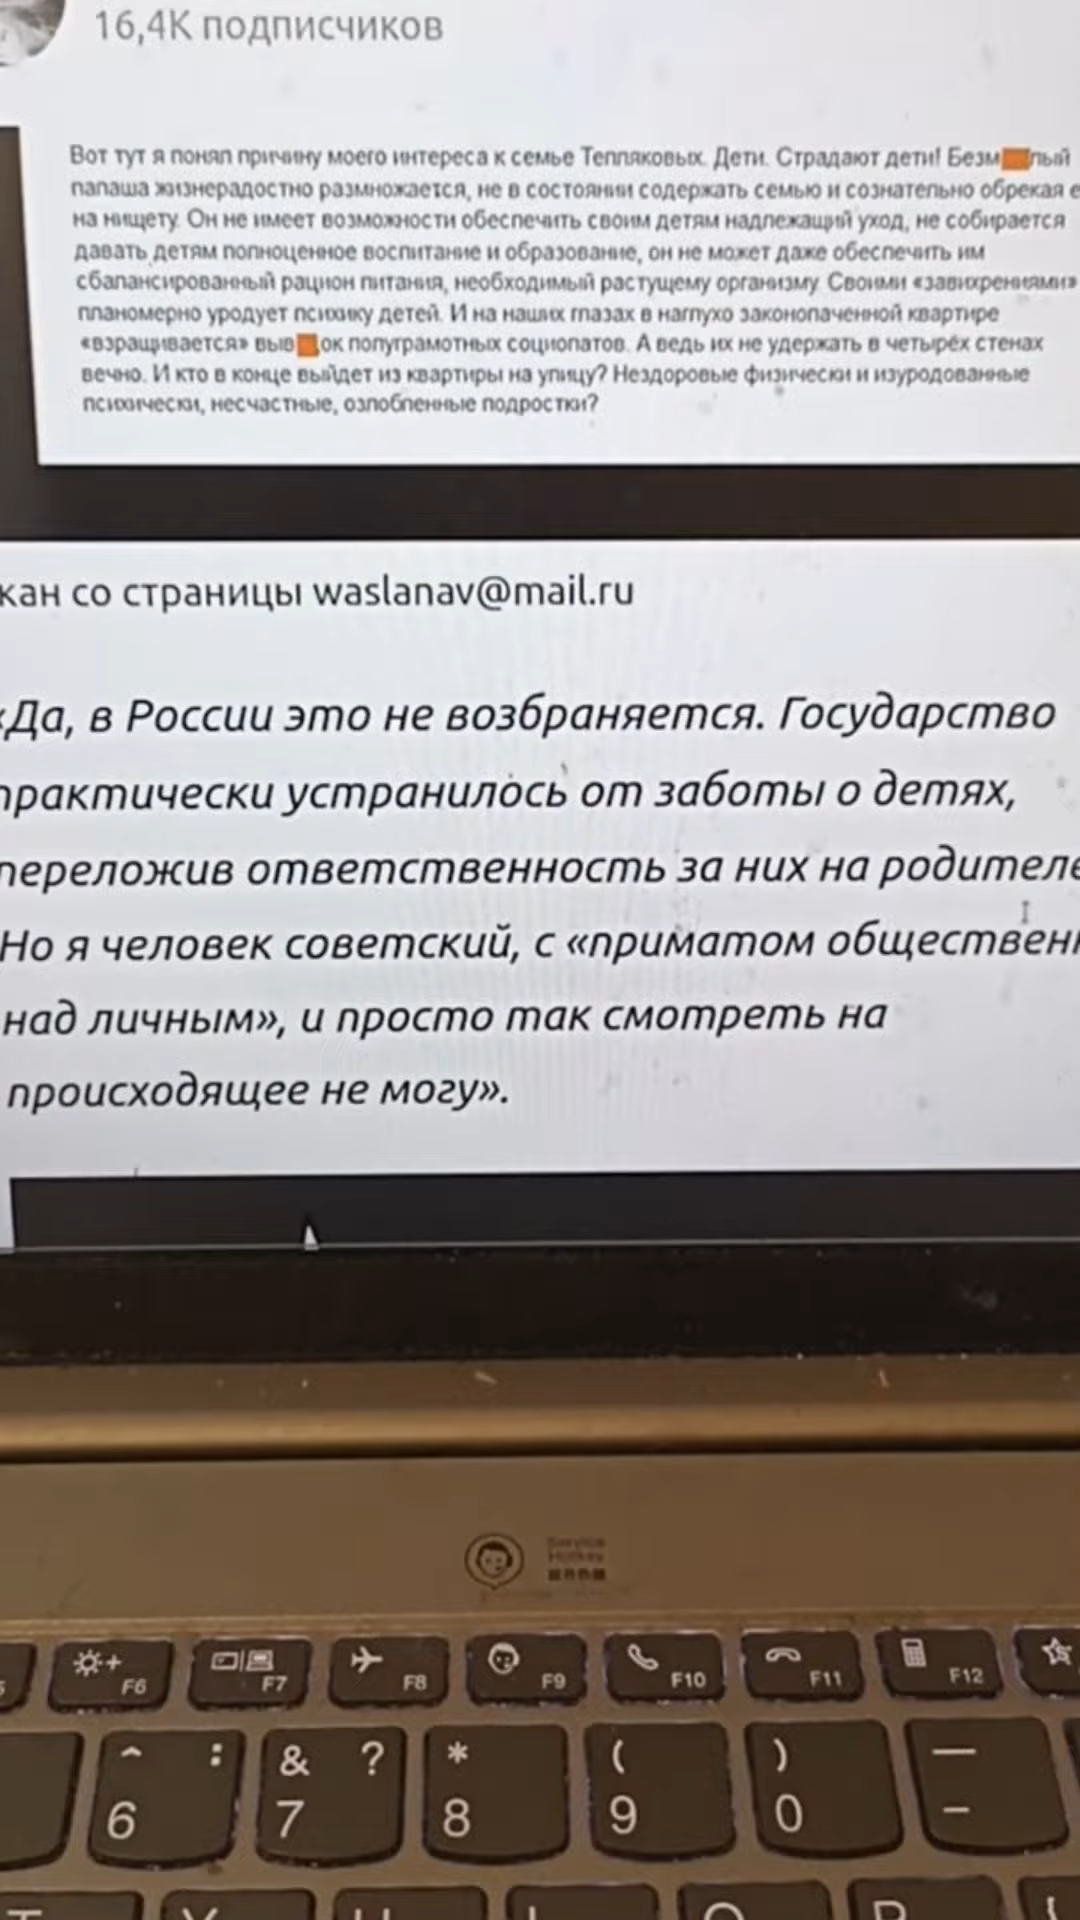 16,4K подписчиков
Вот тут я понял причину моего интереса к семье Тепляковых. Дети. Страдают дети! Безм лый
папаша жизнерадостно размножается, не в состоянии содержать семью и сознательно обрекая е
на нищету. Он не имеет возможности обеспечить своим детям надлежащий уход, не собирается
давать детям полноценное воспитание и образование, он не может даже обеспечить им
сбалансированный рацион питания, необходимый растущему организму. Своими «завихрениями»
планомерно уродует психику детей. И на наших глазах в наглухо законопаченной квартире
«взращивается» выв ок полуграмотных социопатов. А ведь их не удержать в четырёх стенах
вечно. И кто в конце выйдет из квартиры на улицу? Нездоровые физически и изуродованные
психически, несчастные, озлобленные подростки?
кан со страницы waslanav@mail.ru
«Да, в России это не возбраняется. Государство
практически устранилось от заботы о детях,
переложив ответственность за них на родителе
Но я человек советский, с «приматом обществен
над личным», и просто так смотреть на
происходящее не могу».
Service
Hotkey
F6 F7 F8 F9 F10 F11 F12
^ : & ? * ( ) —
6 7 8 9 0 –